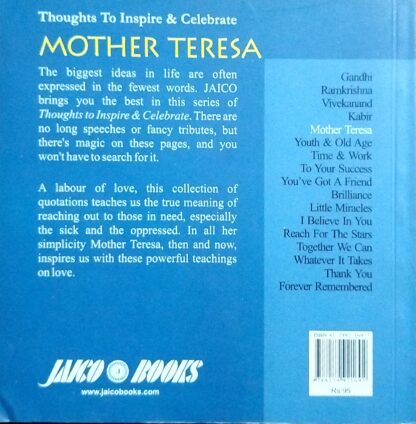 Thoughts To Inspire & Celebrate
MOTHER TERESA
The biggest ideas in life are often
expressed in the fewest words. JAICO
brings you the best in this series of
Thoughts to Inspire & Celebrate. There are
no long speeches or fancy tributes, but
there's magic on these pages, and you
won't have to search for it.
A labour of love, this collection of
quotations teaches us the true meaning of
reaching out to those in need, especially
the sick and the oppressed. In all her
simplicity Mother Teresa, then and now,
inspires us with these powerful teachings
on love.
Gandhi
Ramkrishna
Vivekanand
Kabir
Mother Teresa
Youth & Old Age
Time & Work
To Your Success
You've Got A Friend
Brilliance
Little Miracles
I Believe In You
Reach For The Stars
Together We Can
Whatever It Takes
Thank You
Forever Remembered
JAICO BOOKS
www.jaicobooks.com
Rs.95